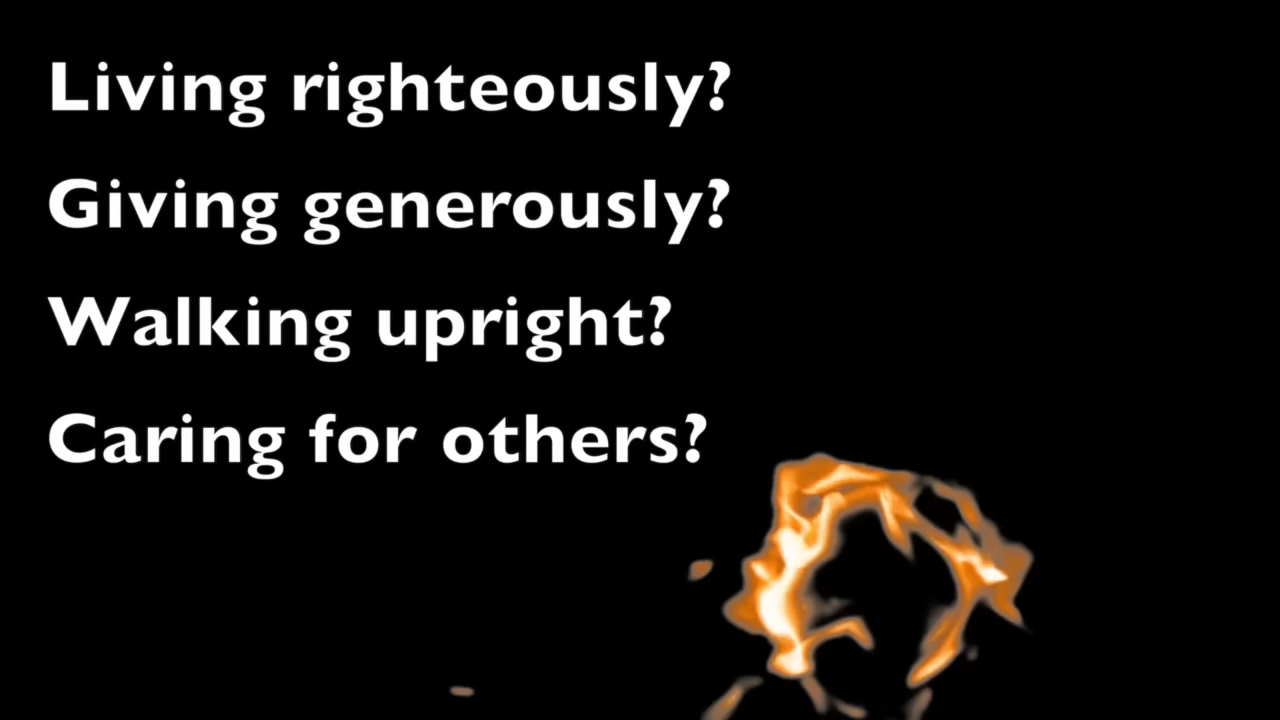 Living righteously?
Giving generously?
Walking upright?
Caring for others?